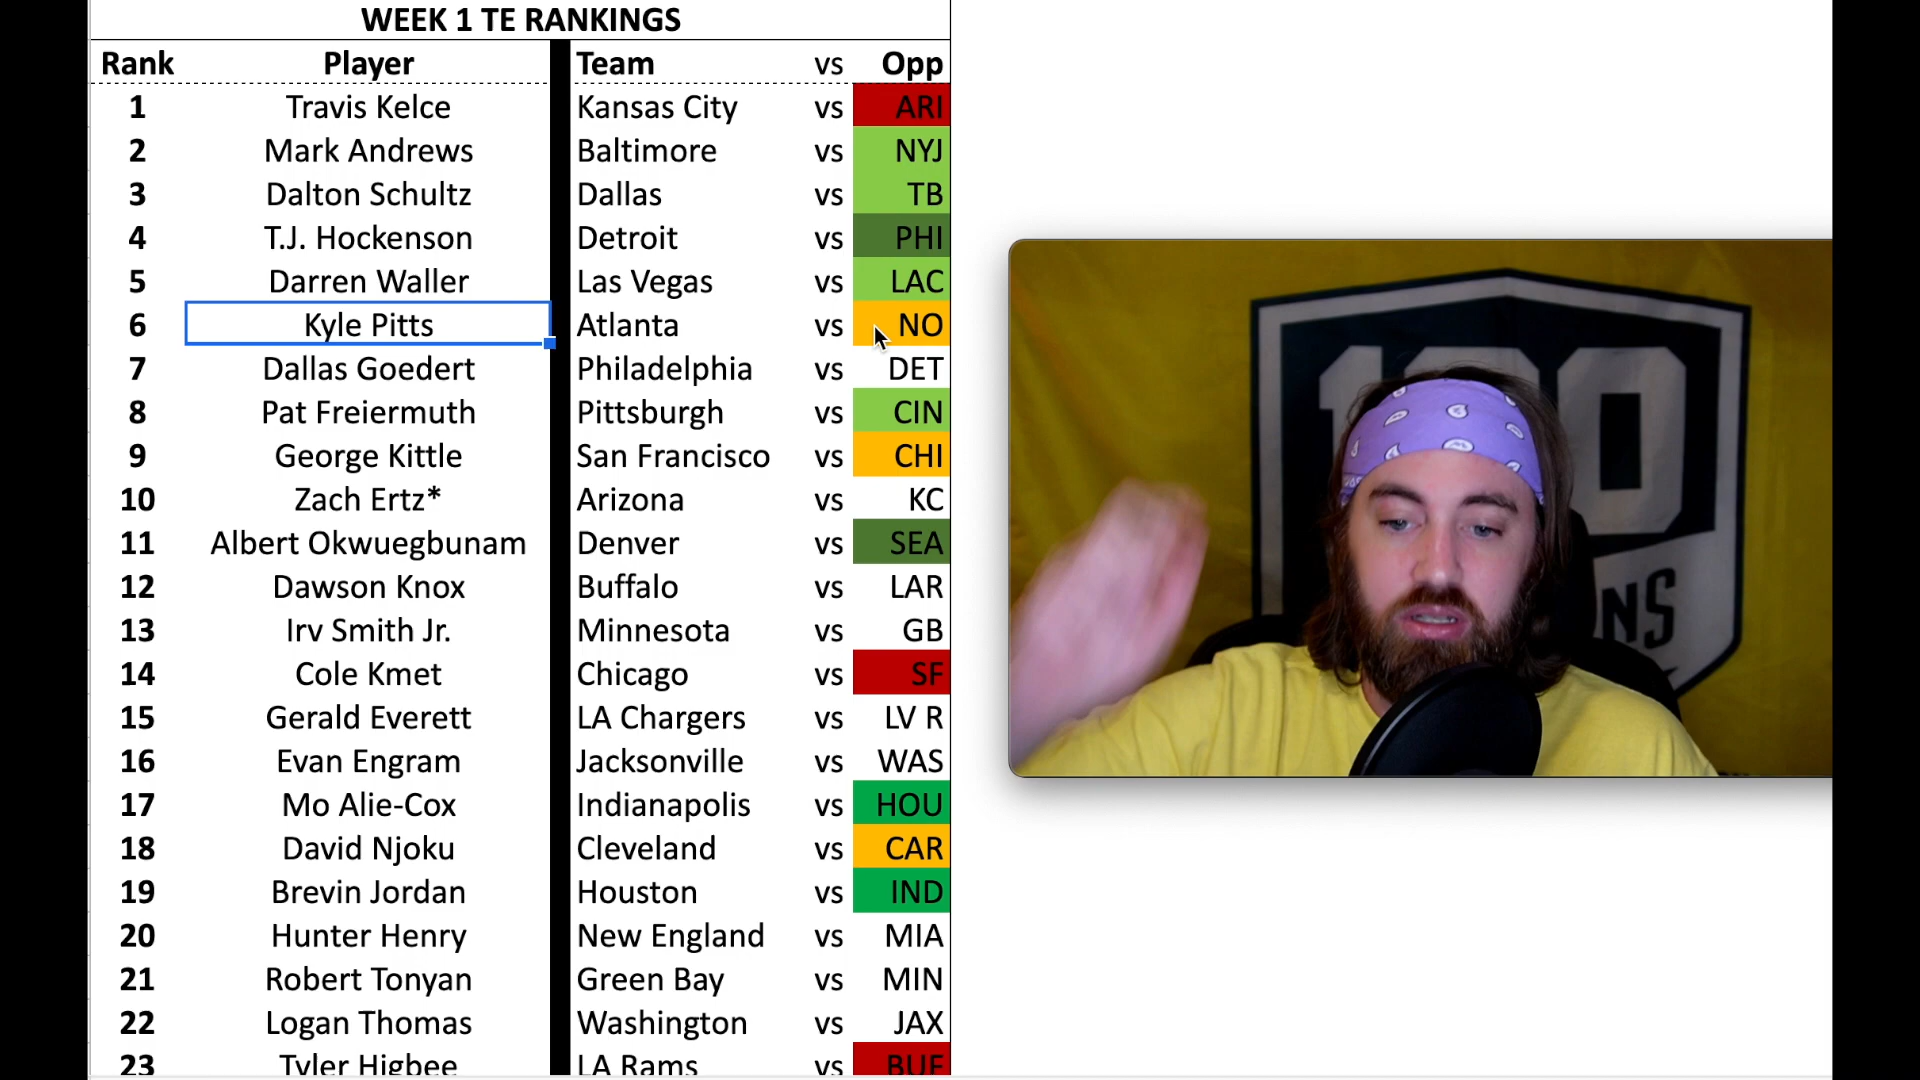 WEEK 1 TE RANKINGS
Rank Player Team vs Opp
1 Travis Kelce Kansas City vs ARI
2 Mark Andrews Baltimore vs NYJ
3 Dalton Schultz Dallas vs TB
4 T.J. Hockenson Detroit vs PHI
5 Darren Waller Las Vegas vs LAC
6 Kyle Pitts Atlanta vs NO
7 Dallas Goedert Philadelphia vs DET
8 Pat Freiermuth Pittsburgh vs CIN
9 George Kittle San Francisco vs CHI
10 Zach Ertz* Arizona vs KC
11 Albert Okwuegbunam Denver vs SEA
12 Dawson Knox Buffalo vs LAR
13 Irv Smith Jr. Minnesota vs GB
14 Cole Kmet Chicago vs SF
15 Gerald Everett LA Chargers vs LV R
16 Evan Engram Jacksonville vs WAS
17 Mo Alie-Cox Indianapolis vs HOU
18 David Njoku Cleveland vs CAR
19 Brevin Jordan Houston vs IND
20 Hunter Henry New England vs MIA
21 Robert Tonyan Green Bay vs MIN
22 Logan Thomas Washington vs JAX
23 Tyler Higbee LA Rams vs BUF